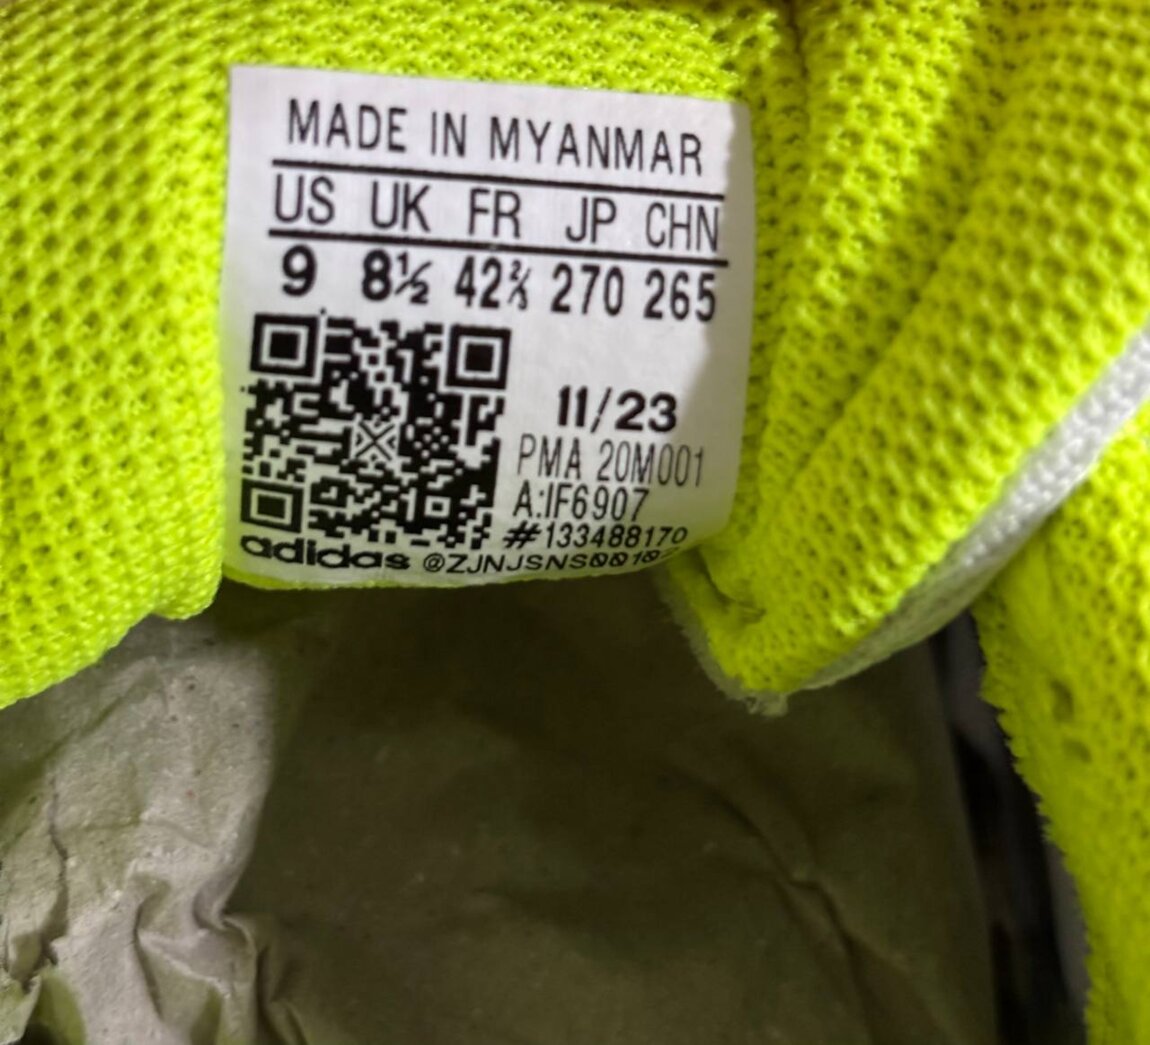 MADE IN MYANMAR
US UK FR JP CHN
9 8½ 42⅔ 270 265
11/23
PMA 20M001
A:IF6907
#133488170
adidas @ZJNJSNS00102